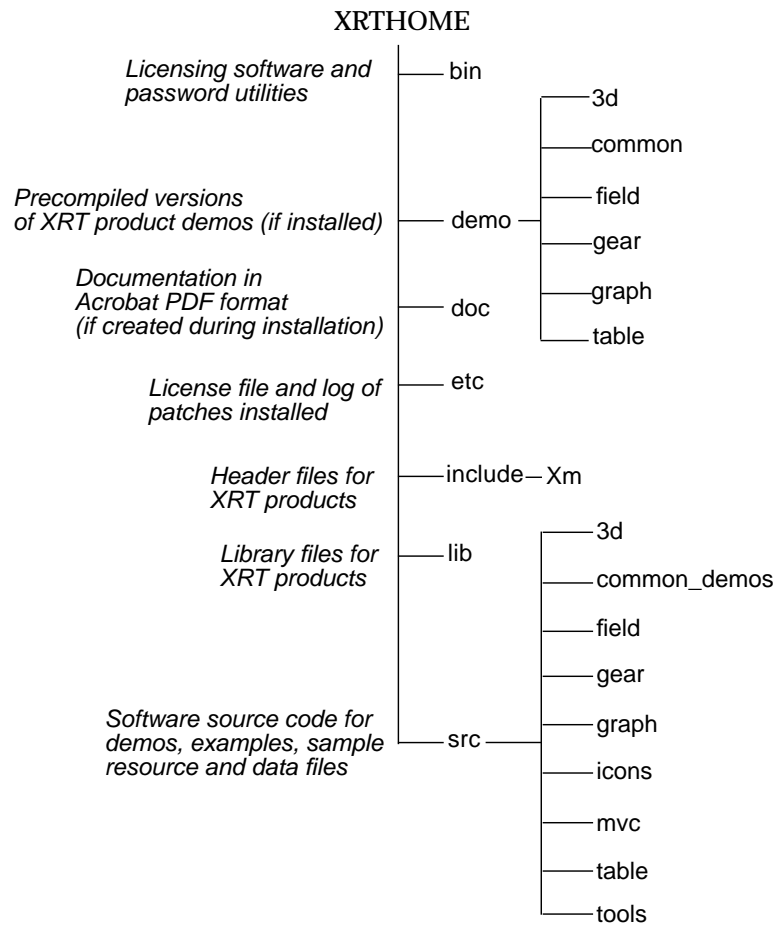 XRTHOME
Licensing software and
password utilities
bin
Precompiled versions
of XRT product demos (if installed)
demo
3d
common
field
gear
graph
table
Documentation in
Acrobat PDF format
(if created during installation)
doc
License file and log of
patches installed
etc
Header files for
XRT products
include
Xm
Library files for
XRT products
lib
Software source code for
demos, examples, sample
resource and data files
src
3d
common_demos
field
gear
graph
icons
mvc
table
tools